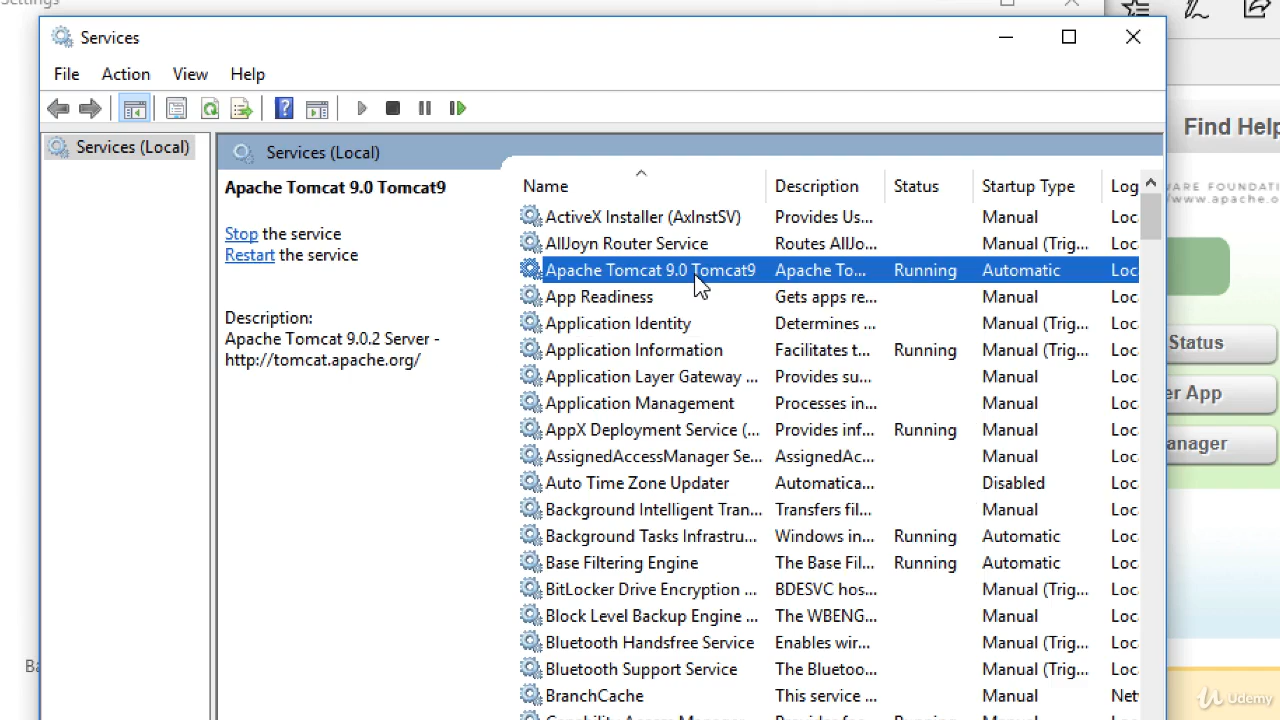 Settings
Services
File Action View Help
Services (Local)
Services (Local)
Apache Tomcat 9.0 Tomcat9
Stop the service
Restart the service
Description:
Apache Tomcat 9.0.2 Server -
http://tomcat.apache.org/
Name Description Status Startup Type Log
ActiveX Installer (AxInstSV) Provides Us... Manual Loc
AllJoyn Router Service Routes AllJo... Manual (Trig... Loc
Apache Tomcat 9.0 Tomcat9 Apache To... Running Automatic Loc
App Readiness Gets apps re... Manual Loc
Application Identity Determines ... Manual (Trig... Loc
Application Information Facilitates t... Running Manual (Trig... Loc
Application Layer Gateway ... Provides su... Manual Loc
Application Management Processes in... Manual Loc
AppX Deployment Service (... Provides inf... Running Manual Loc
AssignedAccessManager Se... AssignedAc... Manual Loc
Auto Time Zone Updater Automatica... Disabled Loc
Background Intelligent Tran... Transfers fil... Manual Loc
Background Tasks Infrastru... Windows in... Running Automatic Loc
Base Filtering Engine The Base Fil... Running Automatic Loc
BitLocker Drive Encryption ... BDESVC hos... Manual (Trig... Loc
Block Level Backup Engine ... The WBENG... Manual Loc
Bluetooth Handsfree Service Enables wir... Manual (Trig... Loc
Bluetooth Support Service The Bluetoo... Manual (Trig... Loc
BranchCache This service ... Manual Net
Find Help
WARE FOUNDATI
/www.apache.o
Status
er App
anager
Ba
Udemy